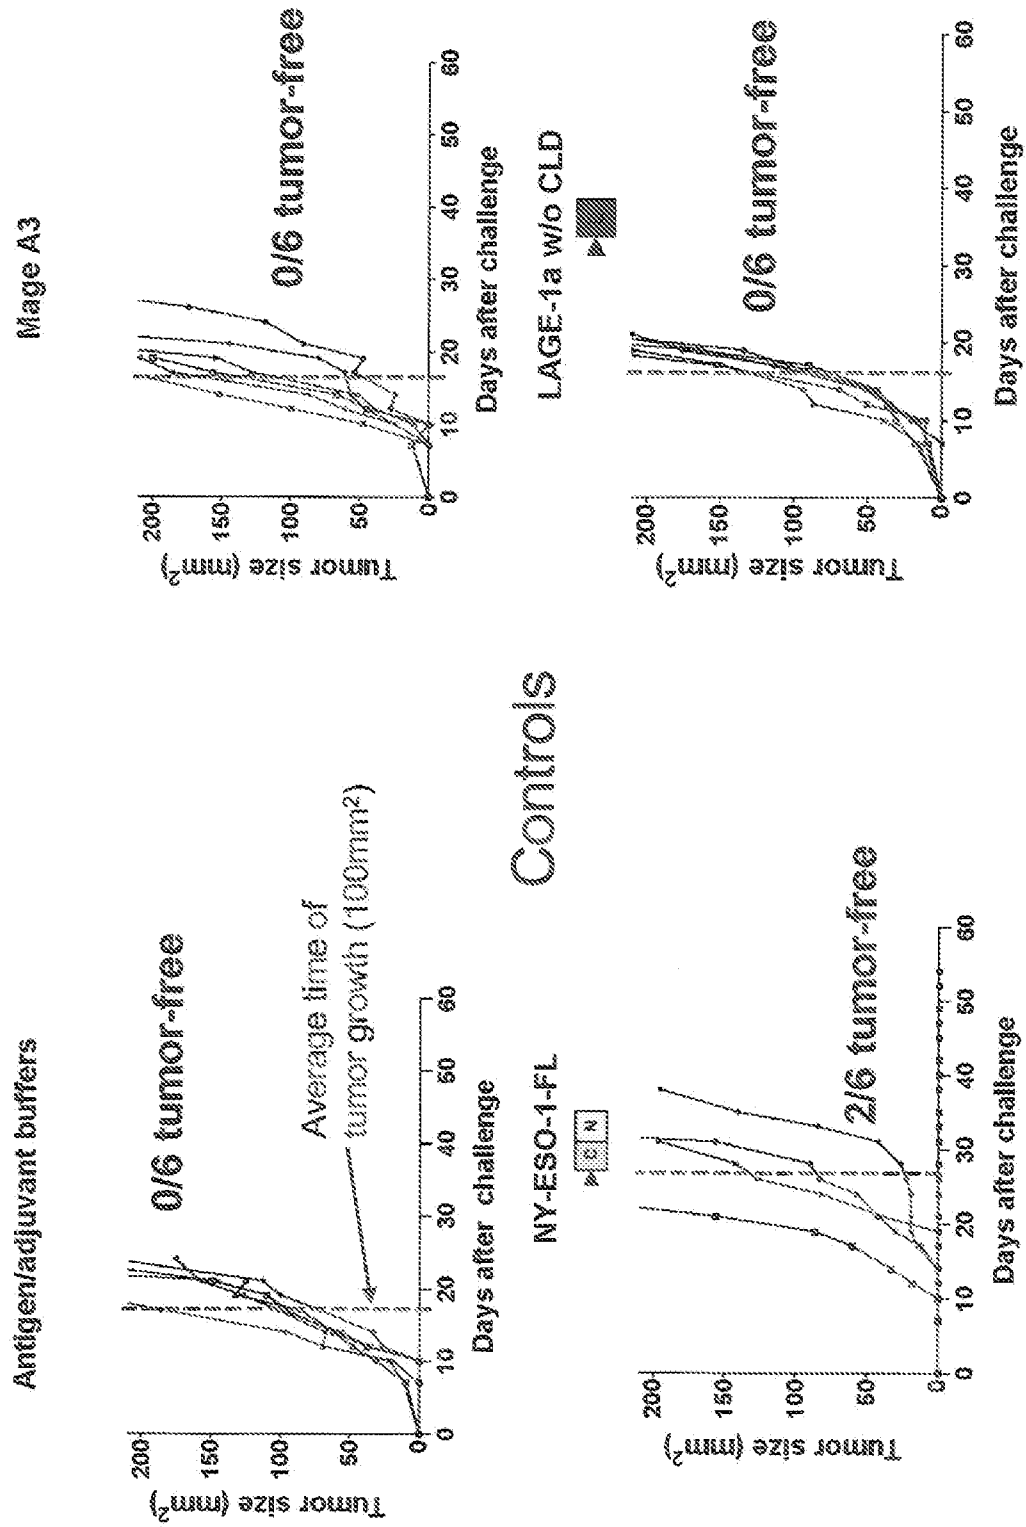 Antigen/adjuvant buffers
Tumor size (mm²)
200
150
100
50
0
0 10 20 30 40 50 60
Days after challenge
0/6 tumor-free
Average time of
tumor growth (100mm²)
Mage A3
Tumor size (mm²)
200
150
100
50
0
0 10 20 30 40 50 60
Days after challenge
0/6 tumor-free
Controls
NY-ESO-1-FL
C N
Tumor size (mm²)
200
150
100
50
0
0 10 20 30 40 50 60
Days after challenge
2/6 tumor-free
LAGE-1a w/o CLD
Tumor size (mm²)
200
150
100
50
0
0 10 20 30 40 50 60
Days after challenge
0/6 tumor-free